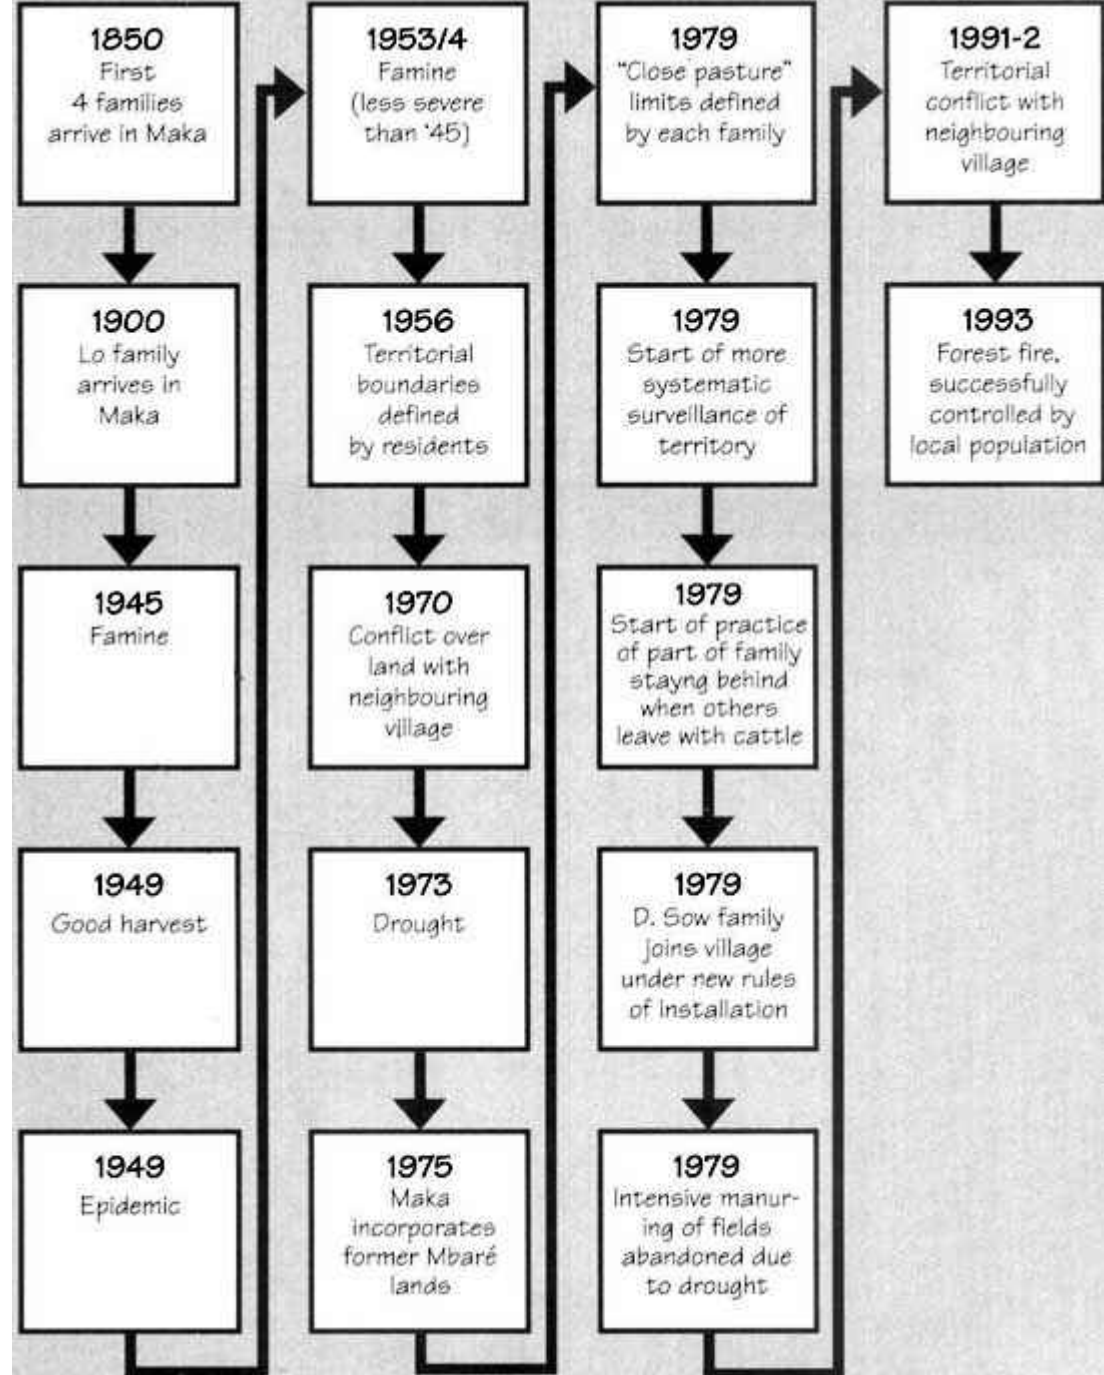 1850
First
4 families
arrive in Maka
1900
Lo family
arrives in
Maka
1945
Famine
1949
Good harvest
1949
Epidemic
1953/4
Famine
(less severe
than '45)
1956
Territorial
boundaries
defined
by residents
1970
Conflict over
land with
neighbouring
village
1973
Drought
1975
Maka
incorporates
former Mbaré
lands
1979
"Close pasture"
limits defined
by each family
1979
Start of more
systematic
surveillance of
territory
1979
Start of practice
of part of family
stayng behind
when others
leave with cattle
1979
D. Sow family
joins village
under new rules
of installation
1979
Intensive manur-
ing of fields
abandoned due
to drought
1991-2
Territorial
conflict with
neighbouring
village
1993
Forest fire,
successfully
controlled by
local population